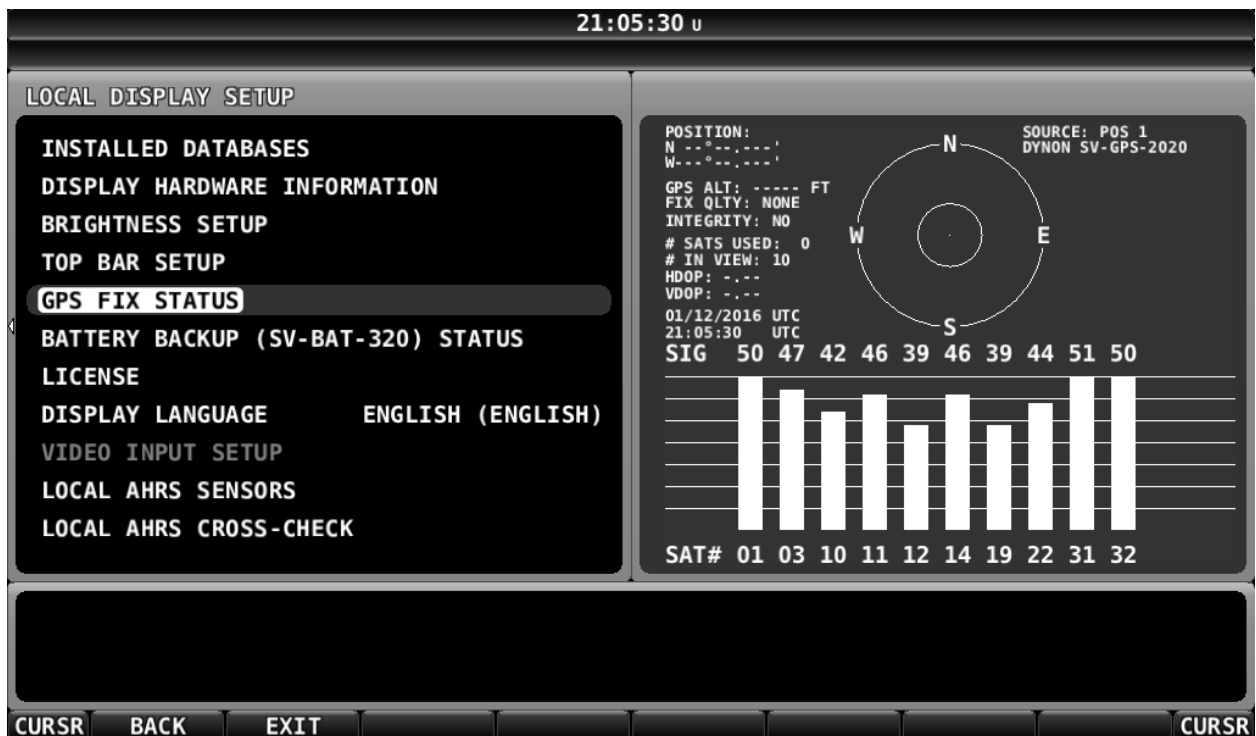 21:05:30 U
LOCAL DISPLAY SETUP
INSTALLED DATABASES
DISPLAY HARDWARE INFORMATION
BRIGHTNESS SETUP
TOP BAR SETUP
GPS FIX STATUS
BATTERY BACKUP (SV-BAT-320) STATUS
LICENSE
DISPLAY LANGUAGE ENGLISH (ENGLISH)
VIDEO INPUT SETUP
LOCAL AHRS SENSORS
LOCAL AHRS CROSS-CHECK
POSITION:
N --°--.---'
W---°--.---'
GPS ALT: ----- FT
FIX QLTY: NONE
INTEGRITY: NO
# SATS USED: 0
# IN VIEW: 10
HDOP: -.--
VDOP: -.--
01/12/2016 UTC
21:05:30 UTC
SOURCE: POS 1
DYNON SV-GPS-2020
N
W E
S
SIG 50 47 42 46 39 46 39 44 51 50
SAT# 01 03 10 11 12 14 19 22 31 32
CURSR BACK EXIT CURSR